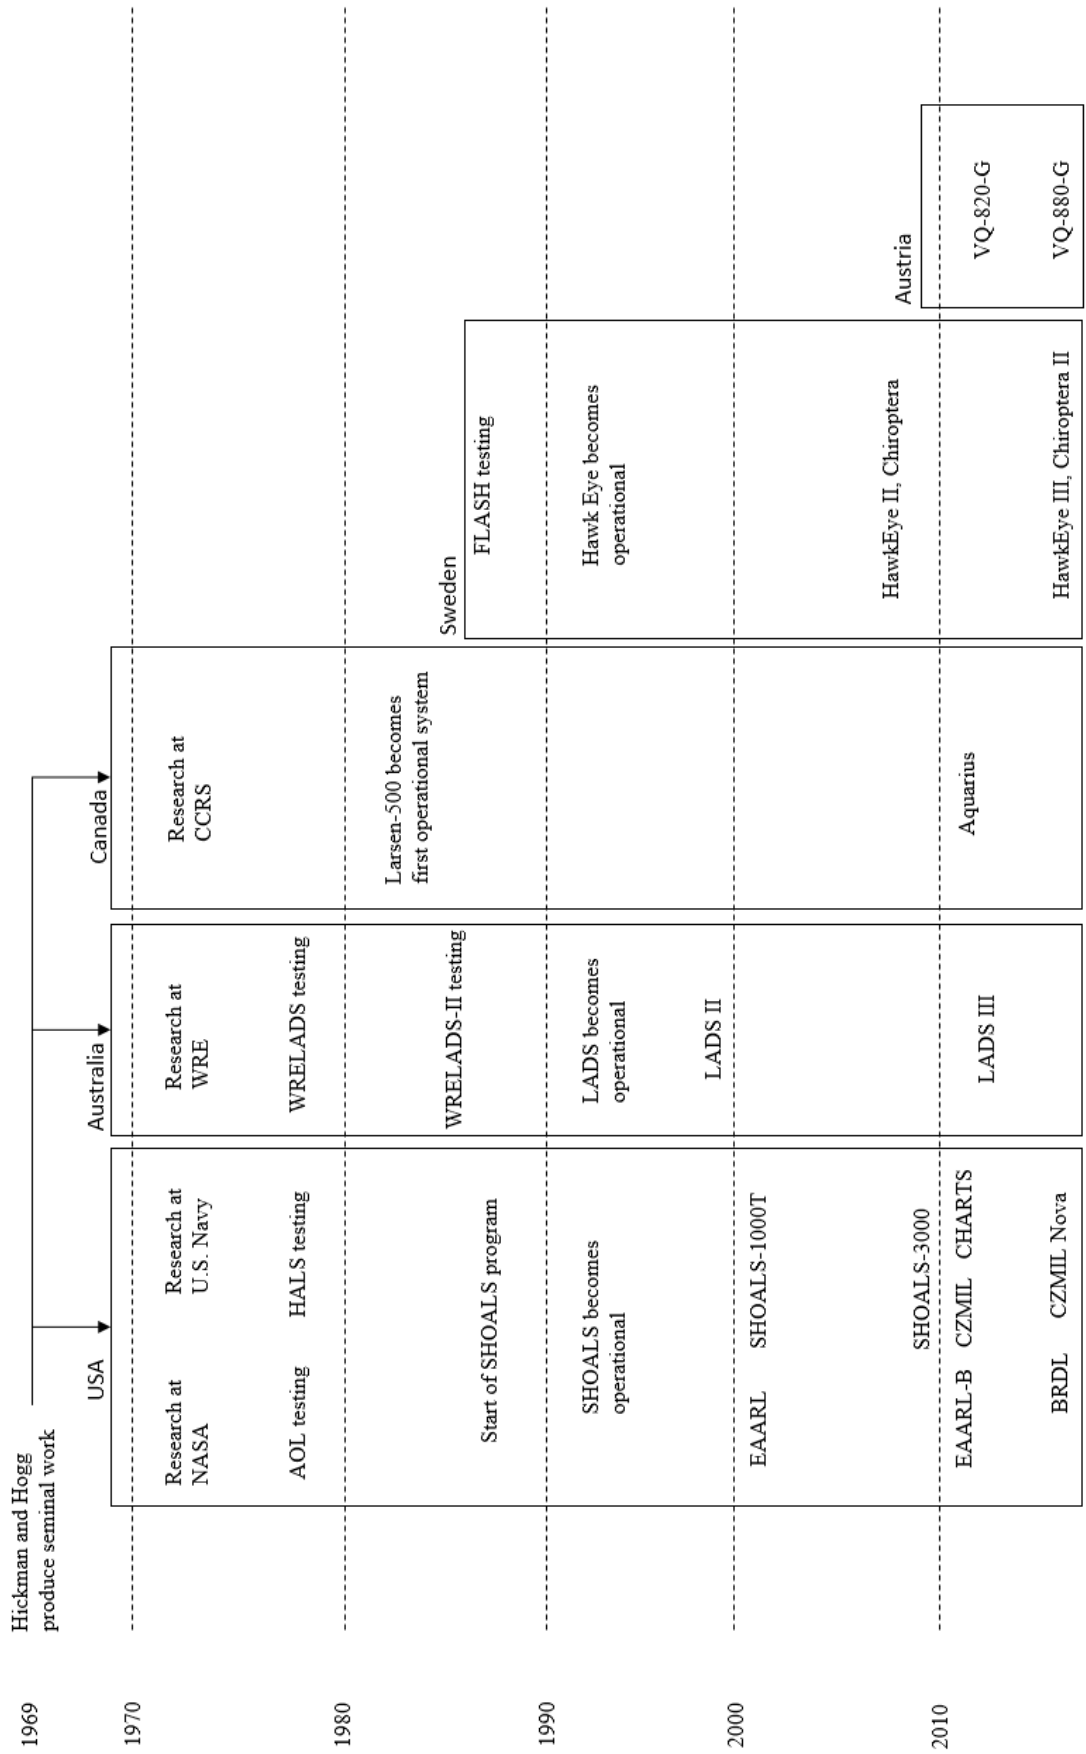 1969
Hickman and Hogg
produce seminal work
USA
Australia
Canada
1970
Research at
NASA
Research at
U.S. Navy
Research at
WRE
Research at
CCRS
AOL testing
HALS testing
WRELADS testing
1980
Larsen-500 becomes
first operational system
WRELADS-II testing
Sweden
Start of SHOALS program
FLASH testing
1990
SHOALS becomes
operational
LADS becomes
operational
Hawk Eye becomes
operational
LADS II
2000
EAARL
SHOALS-1000T
HawkEye II, Chiroptera
Austria
SHOALS-3000
2010
EAARL-B
CZMIL
CHARTS
LADS III
Aquarius
VQ-820-G
BRDL
CZMIL Nova
HawkEye III, Chiroptera II
VQ-880-G